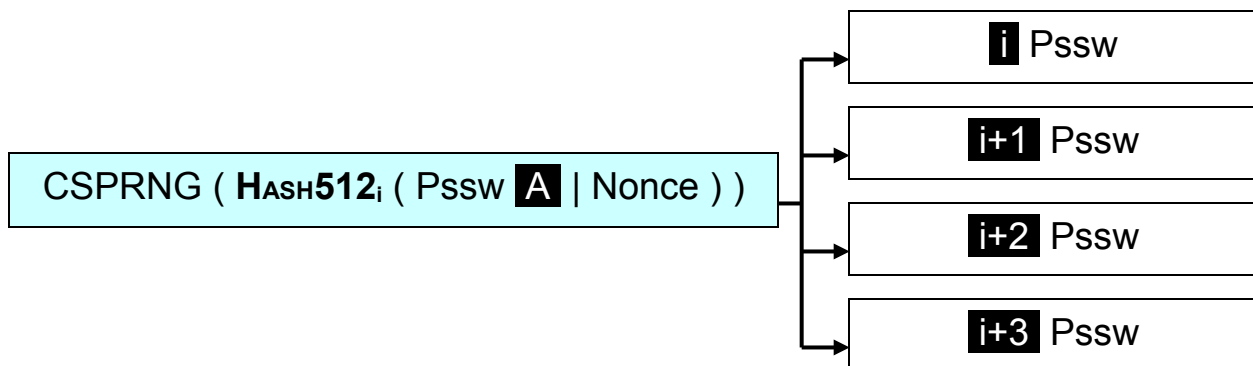 CSPRNG ( HASH512i ( Pssw A | Nonce ) )
i Pssw
i+1 Pssw
i+2 Pssw
i+3 Pssw